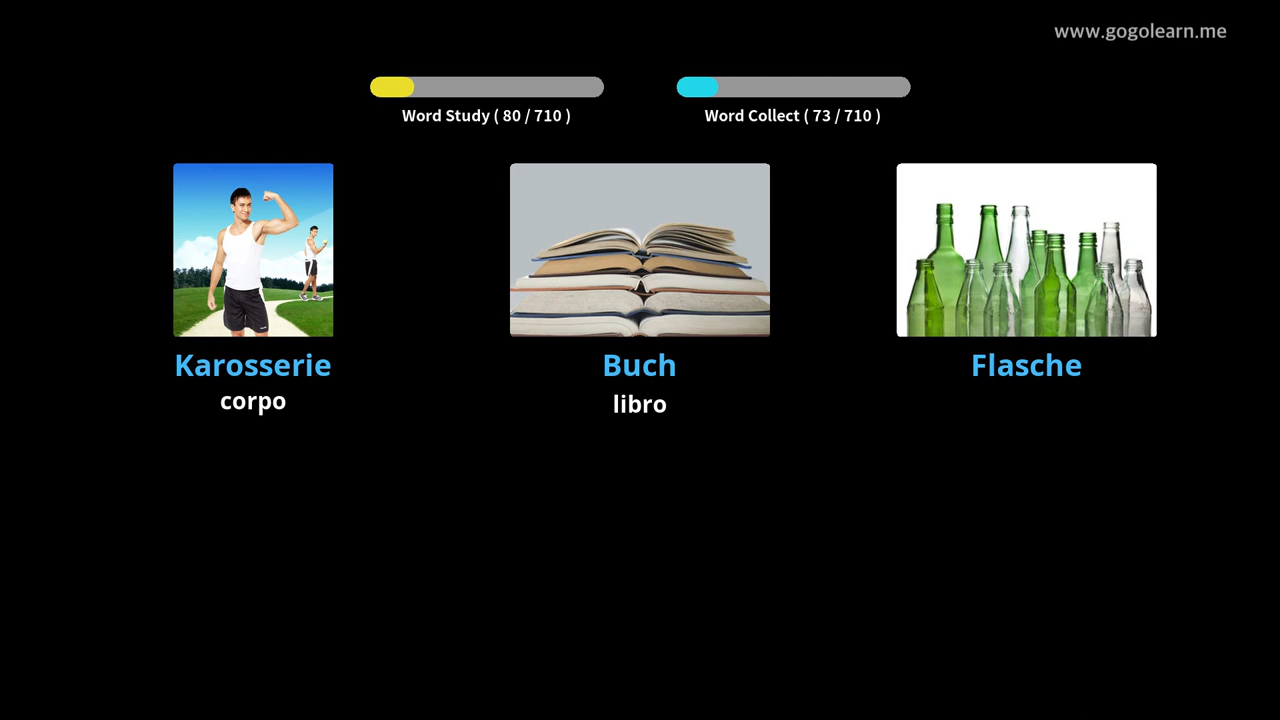 www.gogolearn.me
Word Study ( 80 / 710 )
Word Collect ( 73 / 710 )
Karosserie
Buch
Flasche
corpo
libro